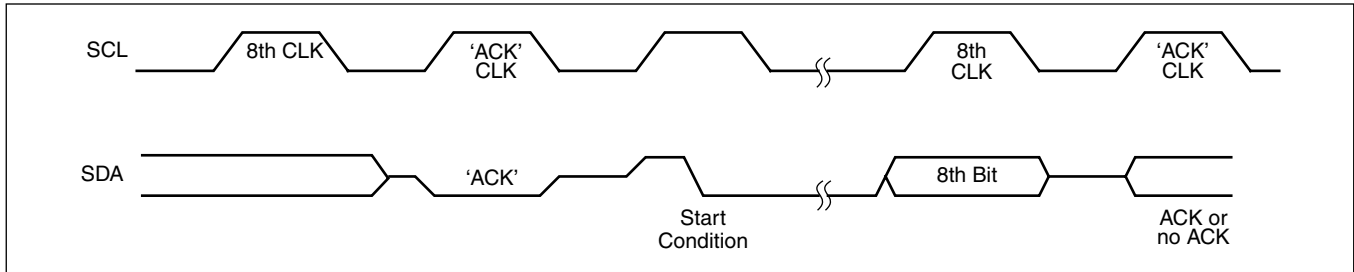 SCL
8th CLK
'ACK'
CLK
8th
CLK
'ACK'
CLK
SDA
'ACK'
8th Bit
Start
Condition
ACK or
no ACK